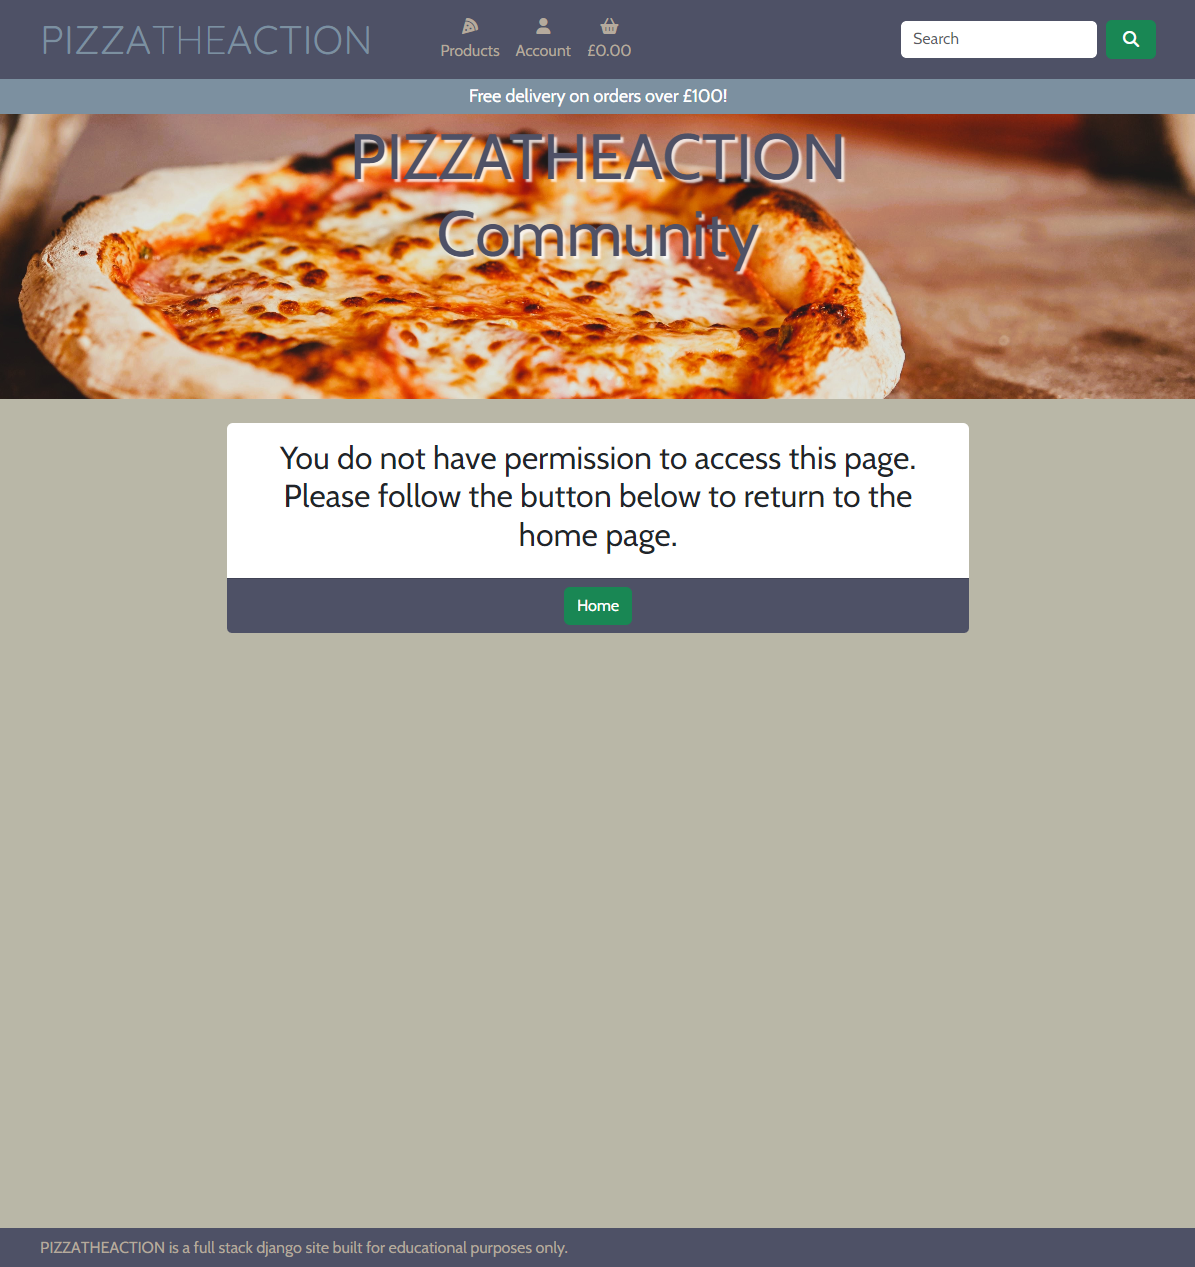 PIZZATHEACTION
Products Account £0.00
Search
Free delivery on orders over £100!
PIZZATHEACTION
Community
You do not have permission to access this page.
Please follow the button below to return to the
home page.
Home
PIZZATHEACTION is a full stack django site built for educational purposes only.